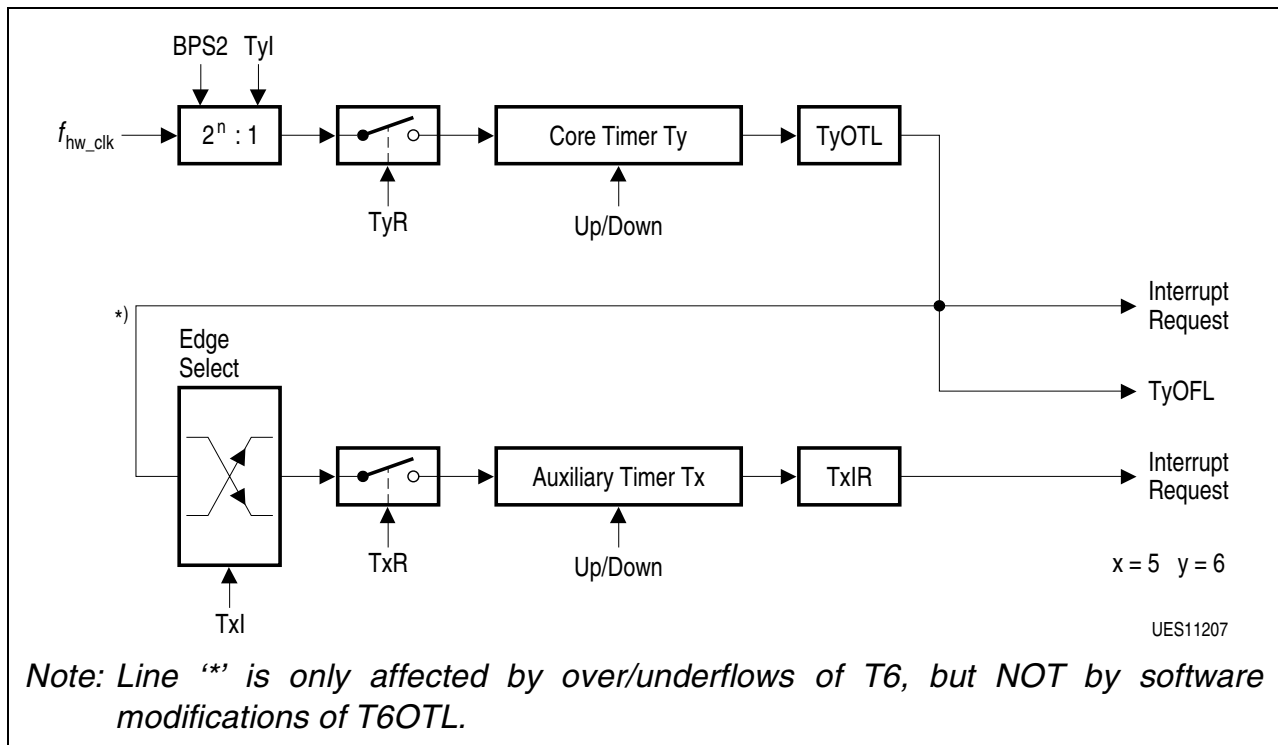 BPS2 TyI
f hw_clk
2ⁿ : 1
Core Timer Ty
TyOTL
TyR
Up/Down
*)
Interrupt
Request
Edge
Select
TyOFL
Auxiliary Timer Tx
TxIR
Interrupt
Request
TxR
Up/Down
x = 5 y = 6
TxI
UES11207
Note: Line ‘*’ is only affected by over/underflows of T6, but NOT by software
modifications of T6OTL.